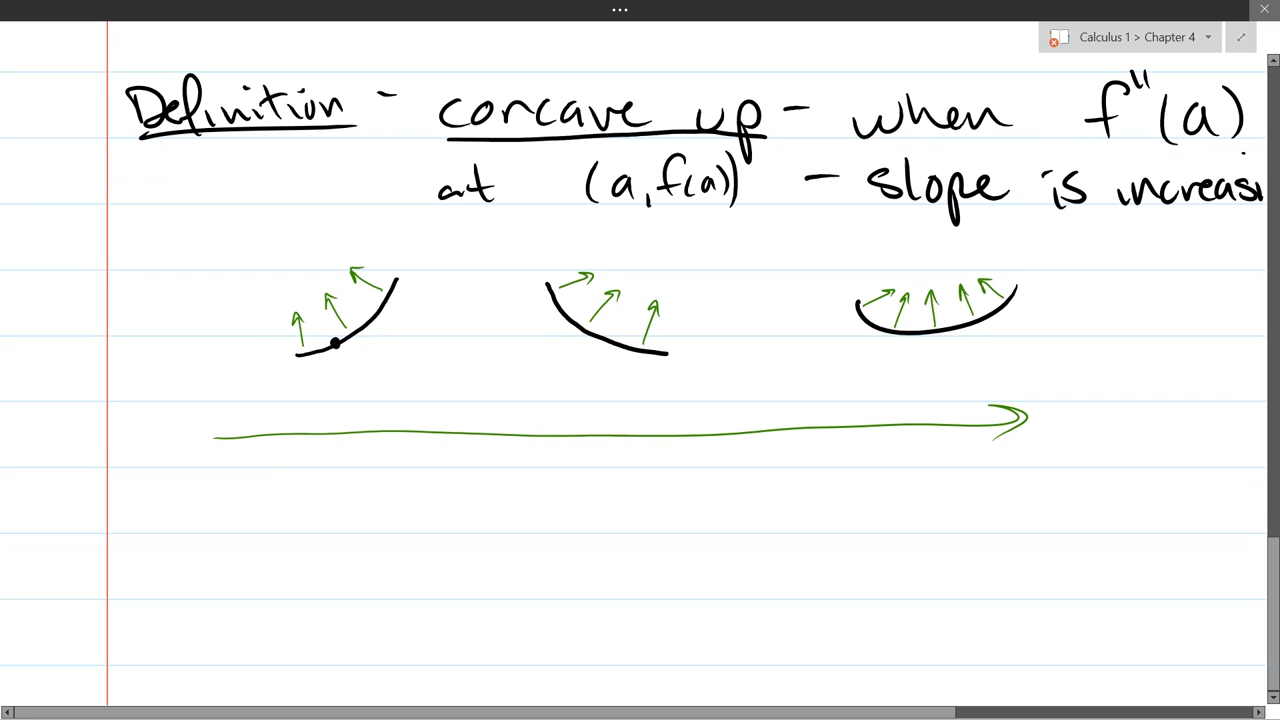 Calculus 1 > Chapter 4
Definition - concave up - when f''(a)
at (a, f(a)) - slope is increasi